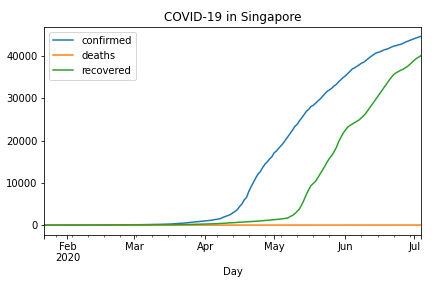 COVID-19 in Singapore
confirmed
deaths
recovered
40000
30000
20000
10000
0
Feb
2020
Mar
Apr
May
Jun
Jul
Day